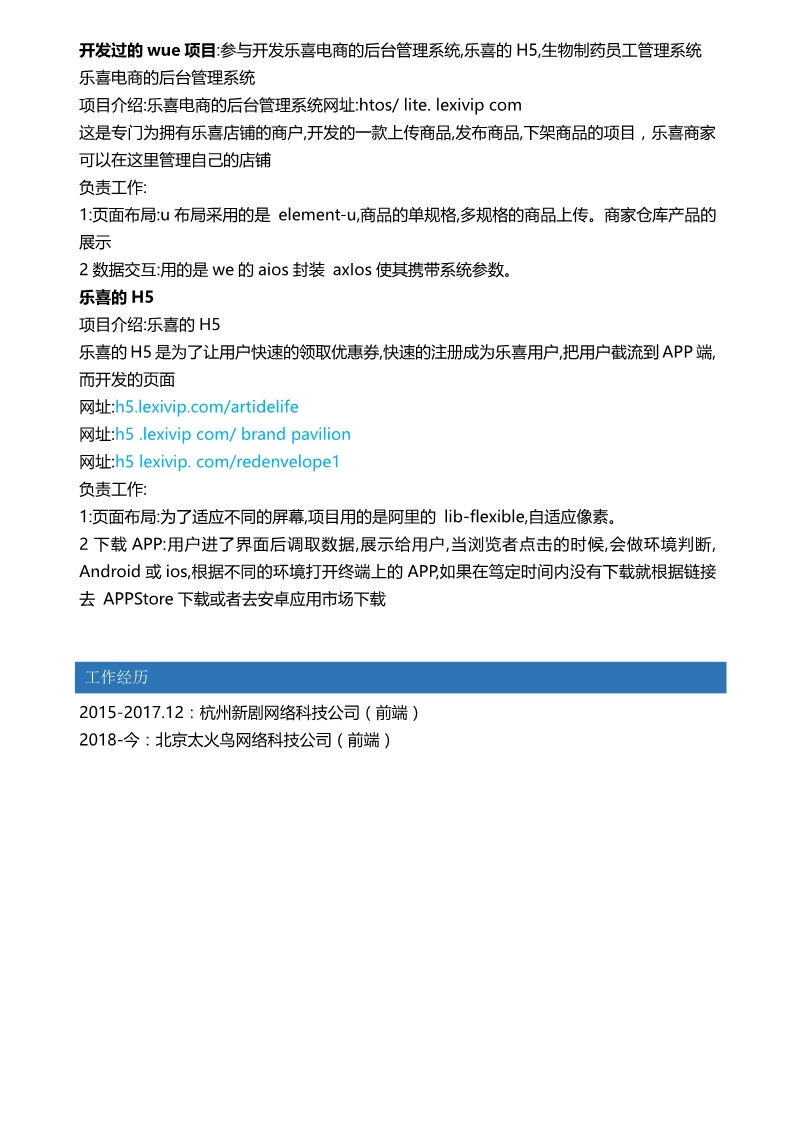 开发过的 wue 项目:参与开发乐喜电商的后台管理系统,乐喜的 H5,生物制药员工管理系统
乐喜电商的后台管理系统
项目介绍:乐喜电商的后台管理系统网址:htos/ lite. lexivip com
这是专门为拥有乐喜店铺的商户,开发的一款上传商品,发布商品,下架商品的项目，乐喜商家
可以在这里管理自己的店铺
负责工作:
1:页面布局:u 布局采用的是 element-u,商品的单规格,多规格的商品上传。商家仓库产品的
展示
2 数据交互:用的是 we 的 aios 封装 axlos 使其携带系统参数。
乐喜的 H5
项目介绍:乐喜的 H5
乐喜的 H5 是为了让用户快速的领取优惠券,快速的注册成为乐喜用户,把用户截流到 APP 端,
而开发的页面
网址:h5.lexivip.com/artidelife
网址:h5 .lexivip com/ brand pavilion
网址:h5 lexivip. com/redenvelope1
负责工作:
1:页面布局:为了适应不同的屏幕,项目用的是阿里的 lib-flexible,自适应像素。
2 下载 APP:用户进了界面后调取数据,展示给用户,当浏览者点击的时候,会做环境判断,
Android 或 ios,根据不同的环境打开终端上的 APP,如果在笃定时间内没有下载就根据链接
去 APPStore 下载或者去安卓应用市场下载
工作经历
2015-2017.12：杭州新剧网络科技公司（前端）
2018-今：北京太火鸟网络科技公司（前端）